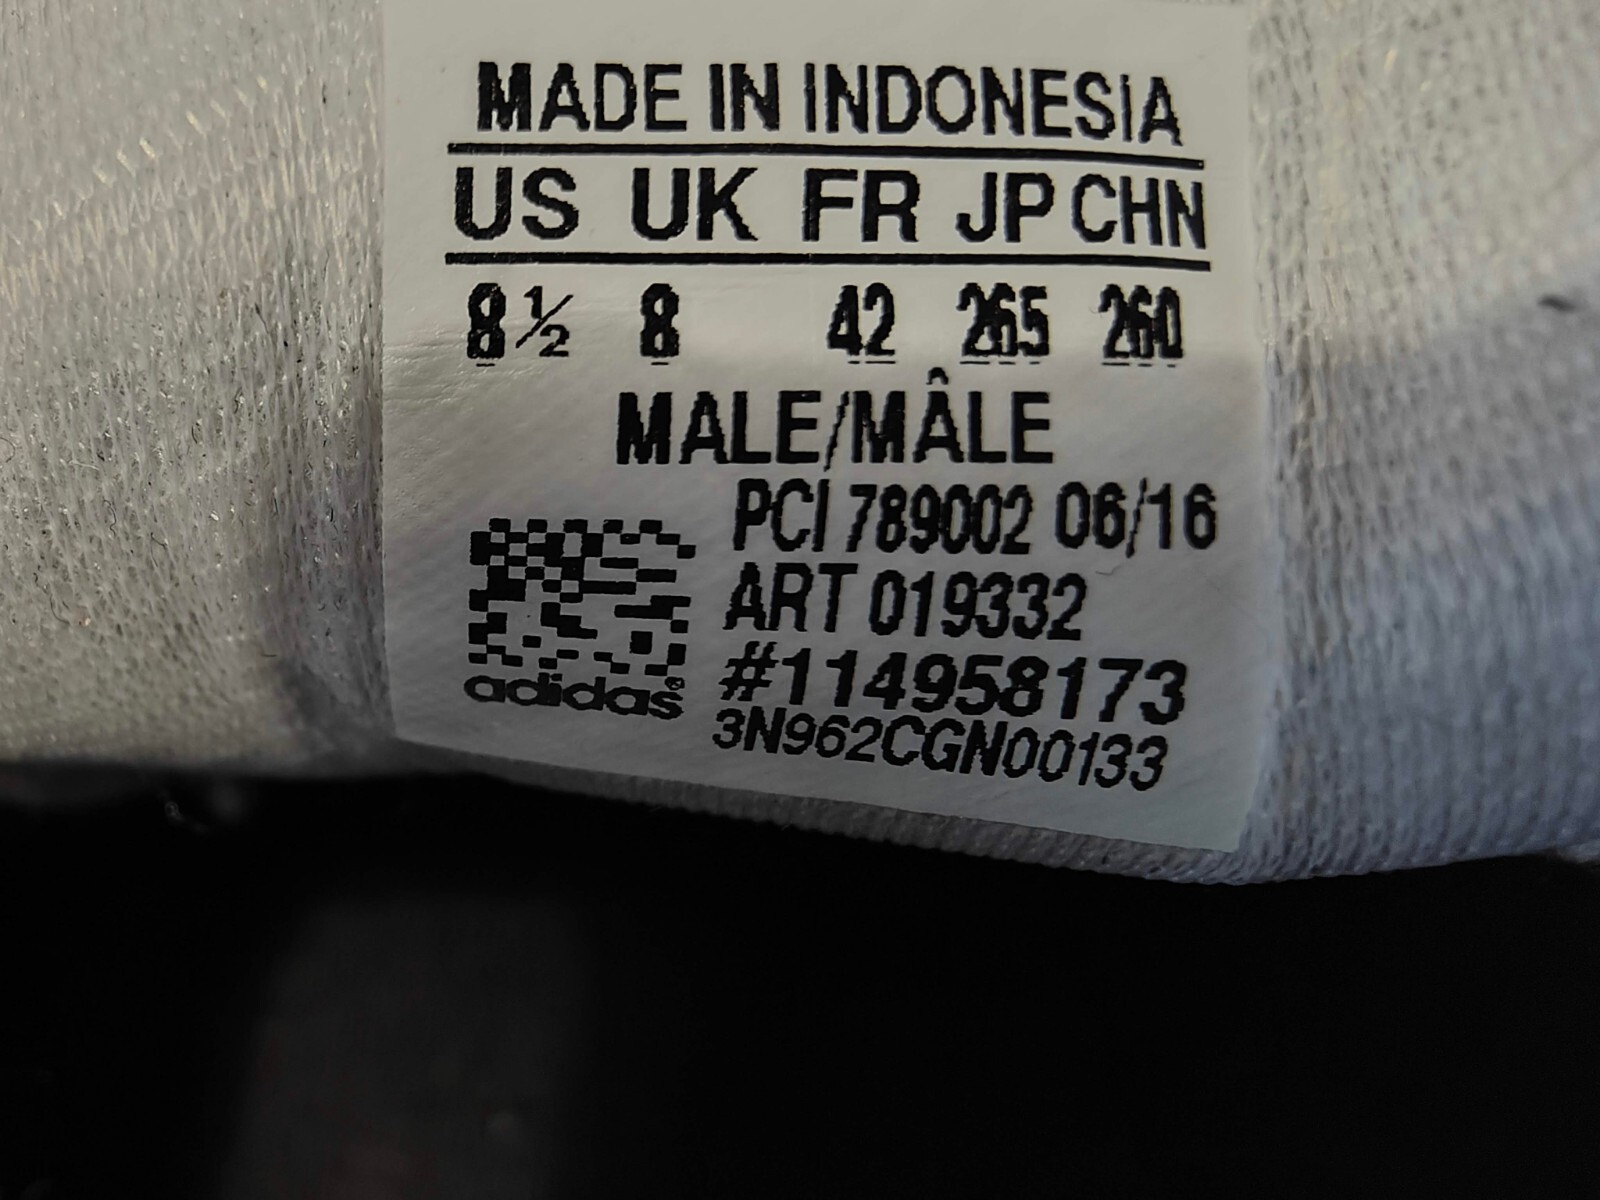 MADE IN INDONESIA
US UK FR JP CHN
8½ 8 42 265 260
MALE/MÂLE
PCI 789002 06/16
ART 019332
#114958173
3N962CGN00133
adidas®